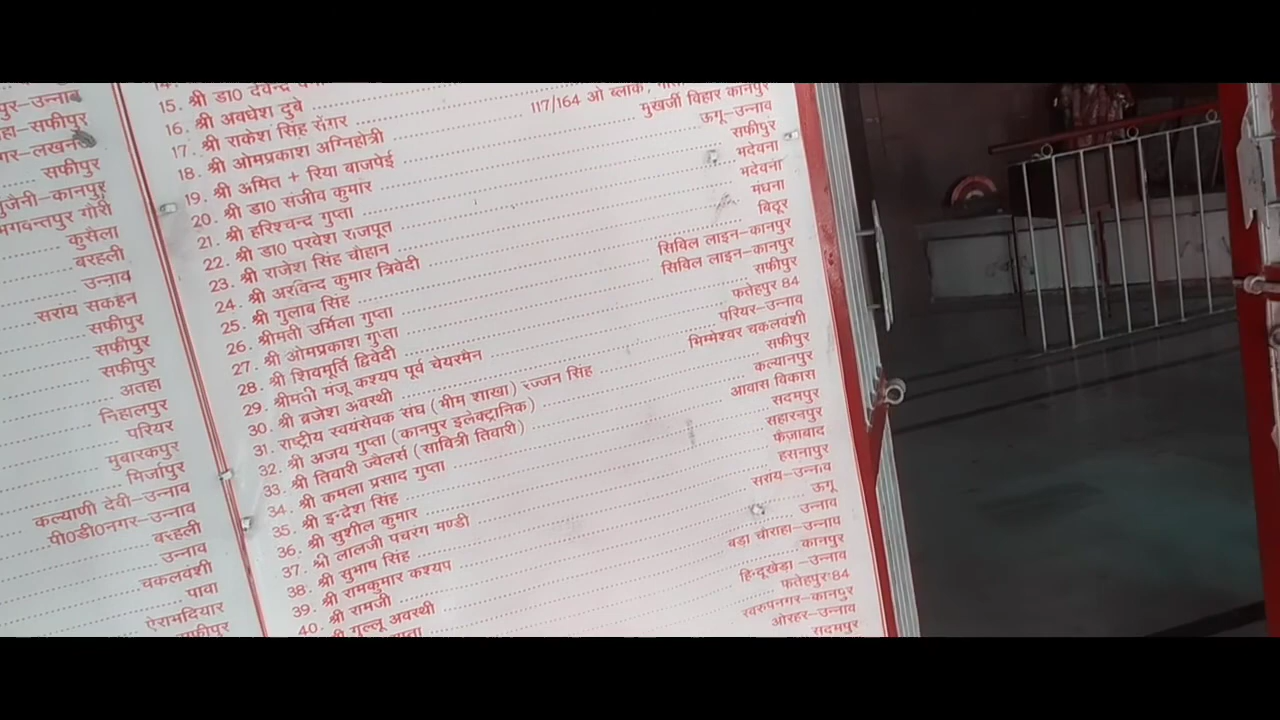 पुर-उन्नाव
हा-सफीपुर
गर-लखनऊ
सफीपुर
गुजैनी-कानपुर
भगवन्तपुर गौरी
कुसैला
बरहली
उन्नाव
सराय सकहन
सफीपुर
सफीपुर
सफीपुर
अतहा
निहालपुर
परियर
मुबारकपुर
मिर्जापुर
कल्याणी देवी-उन्नाव
पी0डी0नगर-उन्नाव
बरहली
उन्नाव
चकलवशी
पावा
ऐरामदियार
सफीपुर
15. श्री डा0 देवेन्द्र
16. श्री अवधेश दुबे
17. श्री राकेश सिंह सेंगर 117/164 ओ ब्लाक,
18. श्री ओमप्रकाश अग्निहोत्री मुखर्जी विहार कानपुर
19. श्री अमित + रिया बाजपेई ऊगू-उन्नाव
20. श्री डा0 संजीव कुमार सफीपुर
21. श्री हरिश्चन्द्र गुप्ता भदेवना
22. श्री डा0 परवेश राजपूत भदेवना
23. श्री राजेश सिंह चौहान मंधना
24. श्री अरविन्द कुमार त्रिवेदी बिठूर
25. श्री गुलाब सिंह सिविल लाइन-कानपुर
26. श्रीमती उर्मिला गुप्ता सिविल लाइन-कानपुर
27. श्री ओमप्रकाश गुप्ता सफीपुर
28. श्री शिवमूर्ति द्विवेदी फतेहपुर 84
29. श्रीमती मंजू कश्यप पूर्व चेयरमैन परियर-उन्नाव
30. श्री ब्रजेश अवस्थी भिम्मेश्वर चकलवशी
31. राष्ट्रीय स्वयंसेवक संघ (भीम शाखा) रज्जन सिंह सफीपुर
32. श्री अजय गुप्ता (कानपुर इलेक्ट्रानिक) कल्यानपुर
33. श्री तिवारी ज्वैलर्स (सावित्री तिवारी) आवास विकास
34. श्री कमला प्रसाद गुप्ता सदमपुर
35. श्री इन्देश सिंह सहारनपुर
36. श्री सुशील कुमार फैजाबाद
37. श्री लालजी पचरंग मण्डी हसनापुर
38. श्री सुभाष सिंह सराय-उन्नाव
39. श्री रामकुमार कश्यप ऊगू
40. श्री रामजी उन्नाव
श्री गुल्लू अवस्थी बड़ा चौराहा-उन्नाव
गुप्ता कानपुर
हिन्दूखेड़ा-उन्नाव
फतेहपुर 84
स्वरुपनगर-कानपुर
ओरहर-उन्नाव
सदमपुर